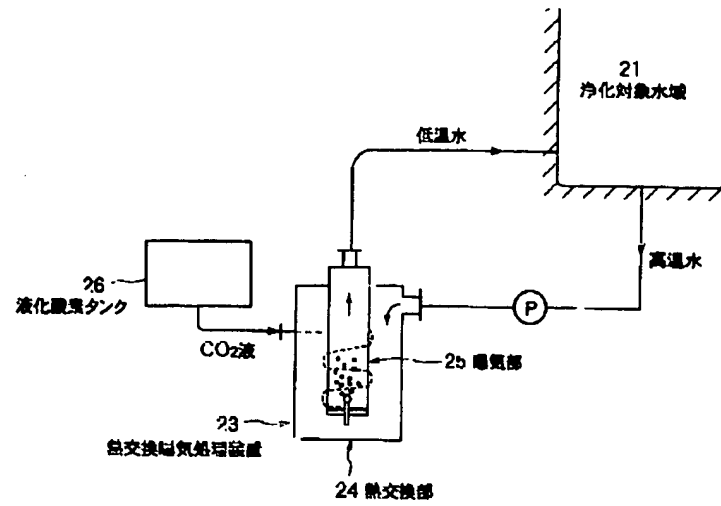 21
浄化対象水域
低温水
高温水
26
液化酸素タンク
CO2液
P
25 曝気部
23
熱交換曝気処理装置
24 熱交換部